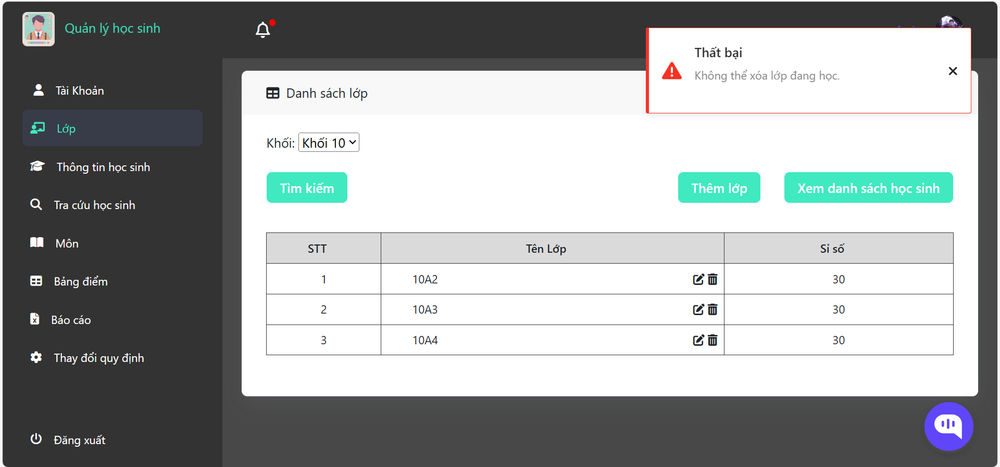 Quản lý học sinh
Thất bại
Không thể xóa lớp đang học.
Tài Khoản
Lớp
Thông tin học sinh
Tra cứu học sinh
Môn
Bảng điểm
Báo cáo
Thay đổi quy định
Đăng xuất
Danh sách lớp
Khối: Khối 10
Tìm kiếm Thêm lớp Xem danh sách học sinh
STT Tên Lớp Sỉ số
1 10A2 30
2 10A3 30
3 10A4 30